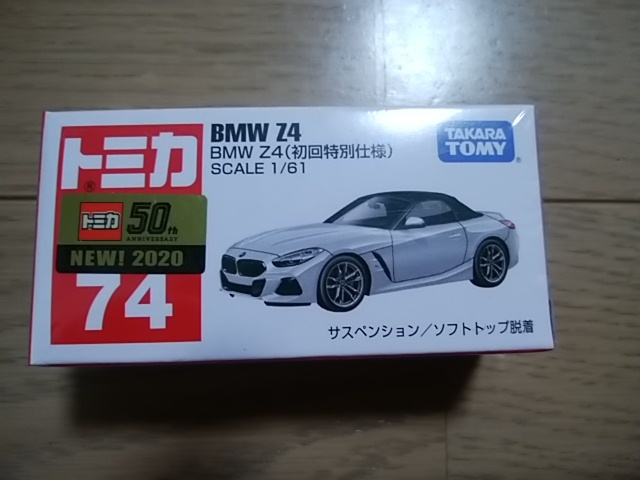 トミカ
®
トミカ
50th
ANNIVERSARY
NEW! 2020
74
BMW Z4
BMW Z4(初回特別仕様)
SCALE 1/61
TAKARA
TOMY
サスペンション/ソフトトップ脱着